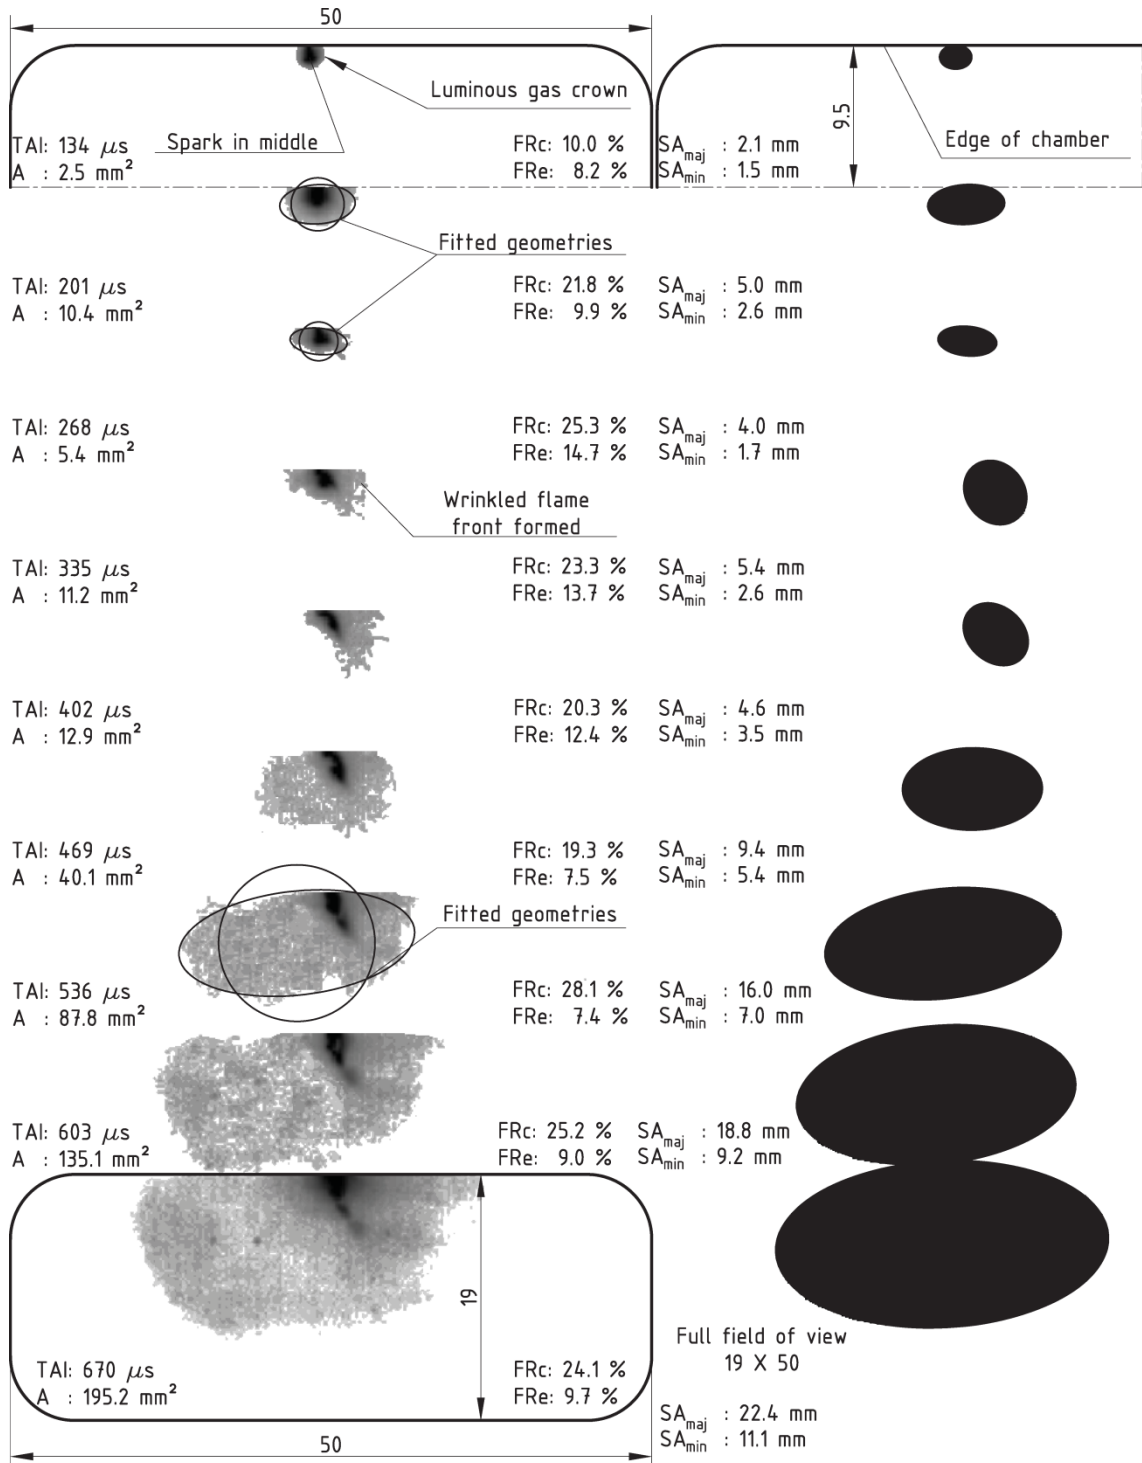 50
Luminous gas crown
9.5
Spark in middle
Edge of chamber
TAI: 134 µs
A : 2.5 mm²
FRc: 10.0 %
FRe: 8.2 %
SAmaj : 2.1 mm
SAmin : 1.5 mm
Fitted geometries
TAI: 201 µs
A : 10.4 mm²
FRc: 21.8 %
FRe: 9.9 %
SAmaj : 5.0 mm
SAmin : 2.6 mm
TAI: 268 µs
A : 5.4 mm²
FRc: 25.3 %
FRe: 14.7 %
SAmaj : 4.0 mm
SAmin : 1.7 mm
Wrinkled flame
front formed
TAI: 335 µs
A : 11.2 mm²
FRc: 23.3 %
FRe: 13.7 %
SAmaj : 5.4 mm
SAmin : 2.6 mm
TAI: 402 µs
A : 12.9 mm²
FRc: 20.3 %
FRe: 12.4 %
SAmaj : 4.6 mm
SAmin : 3.5 mm
TAI: 469 µs
A : 40.1 mm²
FRc: 19.3 %
FRe: 7.5 %
SAmaj : 9.4 mm
SAmin : 5.4 mm
Fitted geometries
TAI: 536 µs
A : 87.8 mm²
FRc: 28.1 %
FRe: 7.4 %
SAmaj : 16.0 mm
SAmin : 7.0 mm
TAI: 603 µs
A : 135.1 mm²
FRc: 25.2 %
FRe: 9.0 %
SAmaj : 18.8 mm
SAmin : 9.2 mm
19
Full field of view
19 X 50
TAI: 670 µs
A : 195.2 mm²
FRc: 24.1 %
FRe: 9.7 %
SAmaj : 22.4 mm
SAmin : 11.1 mm
50